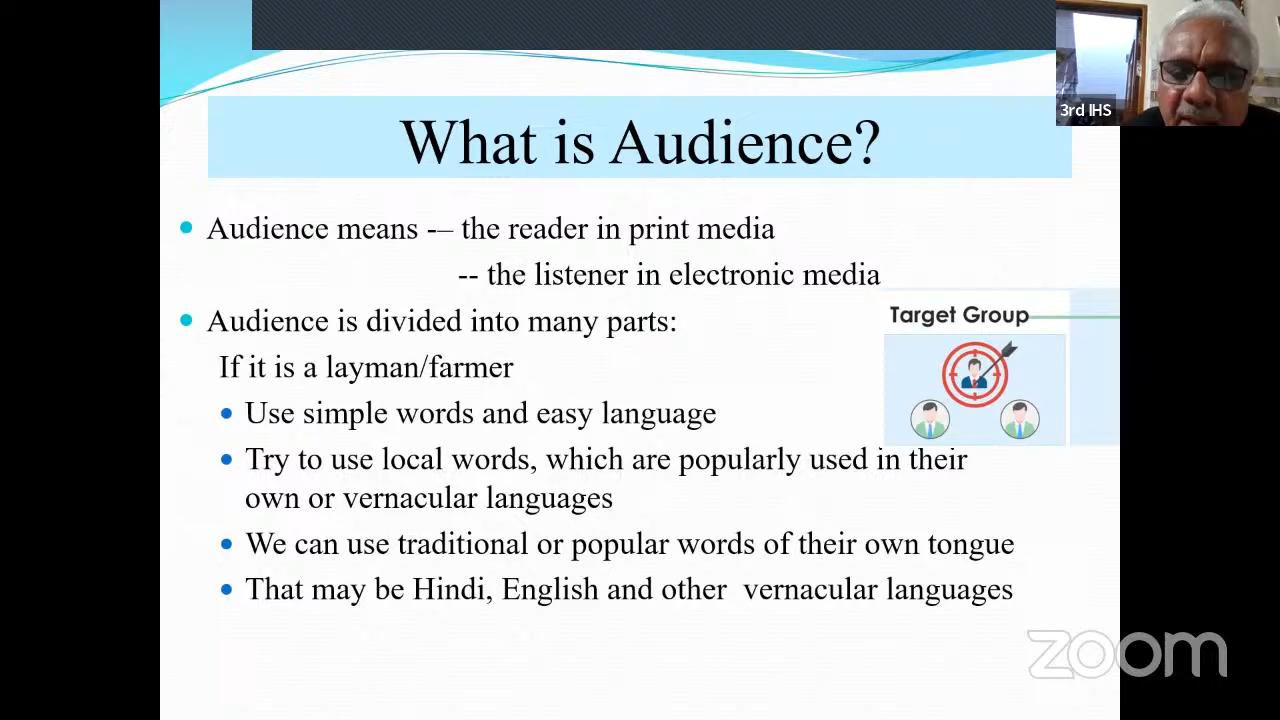 3rd IHS
What is Audience?
Audience means -– the reader in print media
-- the listener in electronic media
Audience is divided into many parts:
If it is a layman/farmer
Use simple words and easy language
Try to use local words, which are popularly used in their
own or vernacular languages
We can use traditional or popular words of their own tongue
That may be Hindi, English and other  vernacular languages
Target Group
zoom